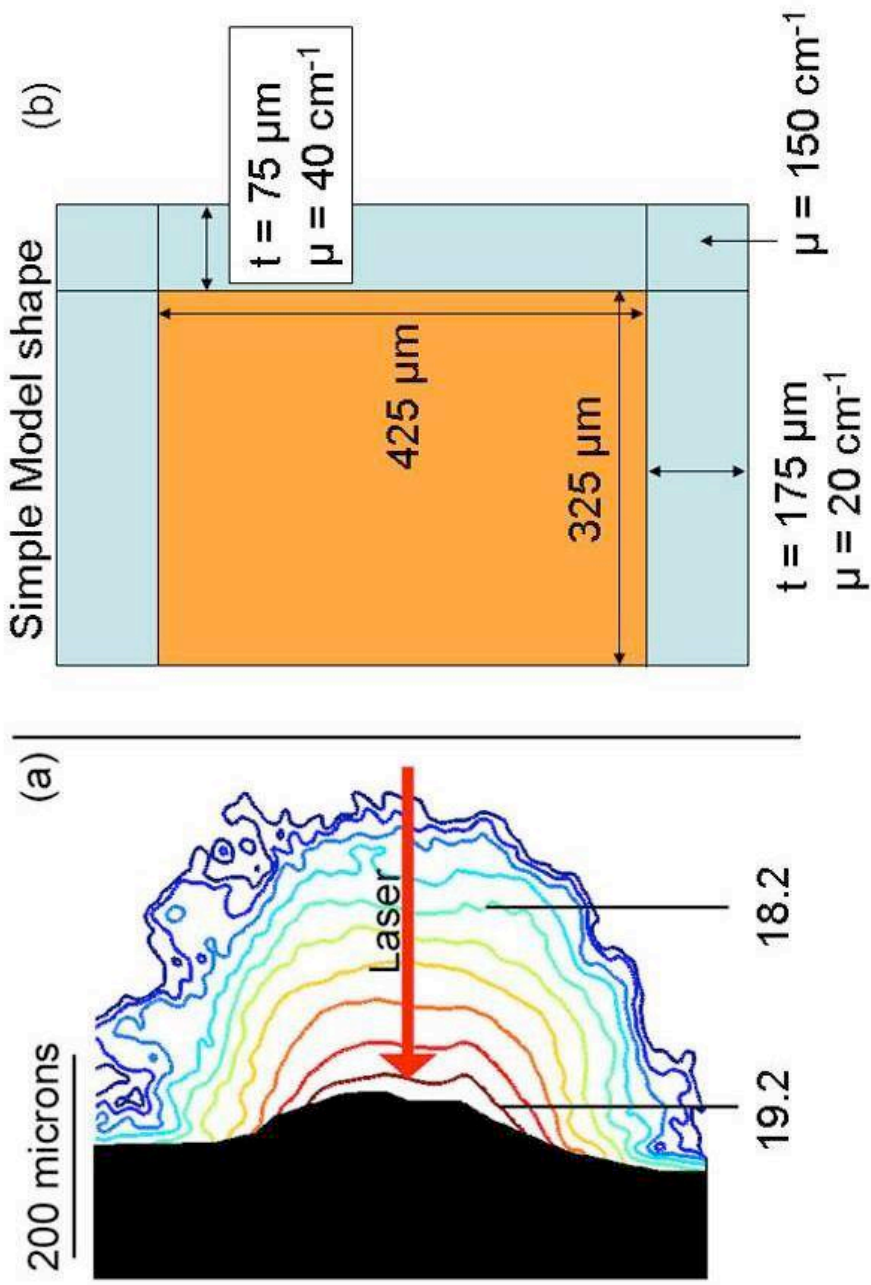 (a)
200 microns
Laser
19.2
18.2
Simple Model shape
(b)
t = 75 µm
µ = 40 cm⁻¹
425 µm
325 µm
t = 175 µm
µ = 20 cm⁻¹
µ = 150 cm⁻¹